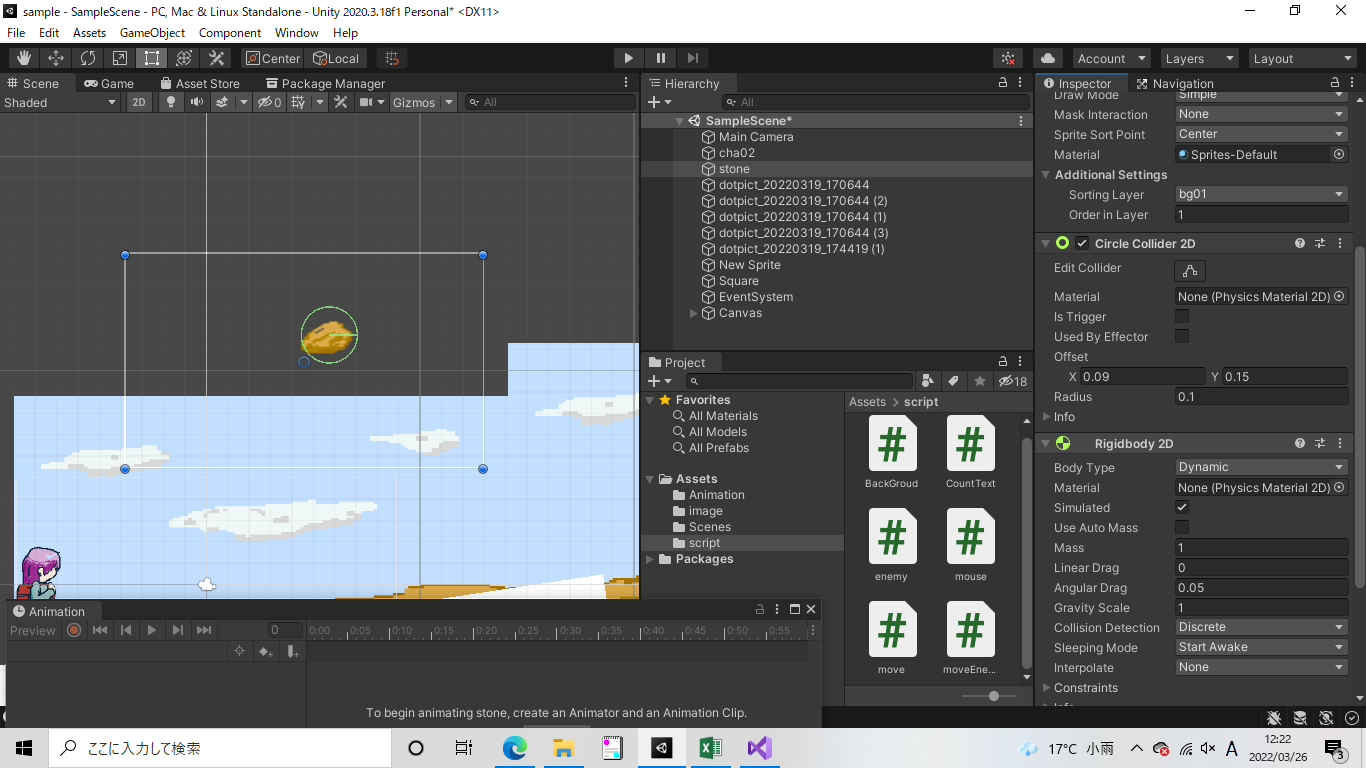 sample - SampleScene - PC, Mac & Linux Standalone - Unity 2020.3.18f1 Personal* <DX11>
File Edit Assets GameObject Component Window Help
Center Local Account Layers Layout
Scene Game Asset Store Package Manager
Shaded 2D 0 Gizmos All
Hierarchy
All
SampleScene*
Main Camera
cha02
stone
dotpict_20220319_170644
dotpict_20220319_170644 (2)
dotpict_20220319_170644 (1)
dotpict_20220319_170644 (3)
dotpict_20220319_174419 (1)
New Sprite
Square
EventSystem
Canvas
Project
18
Favorites
All Materials
All Models
All Prefabs
Assets
Animation
image
Scenes
script
Packages
Assets script
BackGroud CountText
enemy mouse
move moveEne...
Inspector Navigation
Draw Mode Simple
Mask Interaction None
Sprite Sort Point Center
Material Sprites-Default
Additional Settings
Sorting Layer bg01
Order in Layer 1
Circle Collider 2D
Edit Collider
Material None (Physics Material 2D)
Is Trigger
Used By Effector
Offset
X 0.09 Y 0.15
Radius 0.1
Info
Rigidbody 2D
Body Type Dynamic
Material None (Physics Material 2D)
Simulated
Use Auto Mass
Mass 1
Linear Drag 0
Angular Drag 0.05
Gravity Scale 1
Collision Detection Discrete
Sleeping Mode Start Awake
Interpolate None
Constraints
Animation
Preview 0 0:00 0:05 0:10 0:15 0:20 0:25 0:30 0:35 0:40 0:45 0:50 0:55
To begin animating stone, create an Animator and an Animation Clip.
ここに入力して検索
17°C 小雨 A 12:22
2022/03/26
3